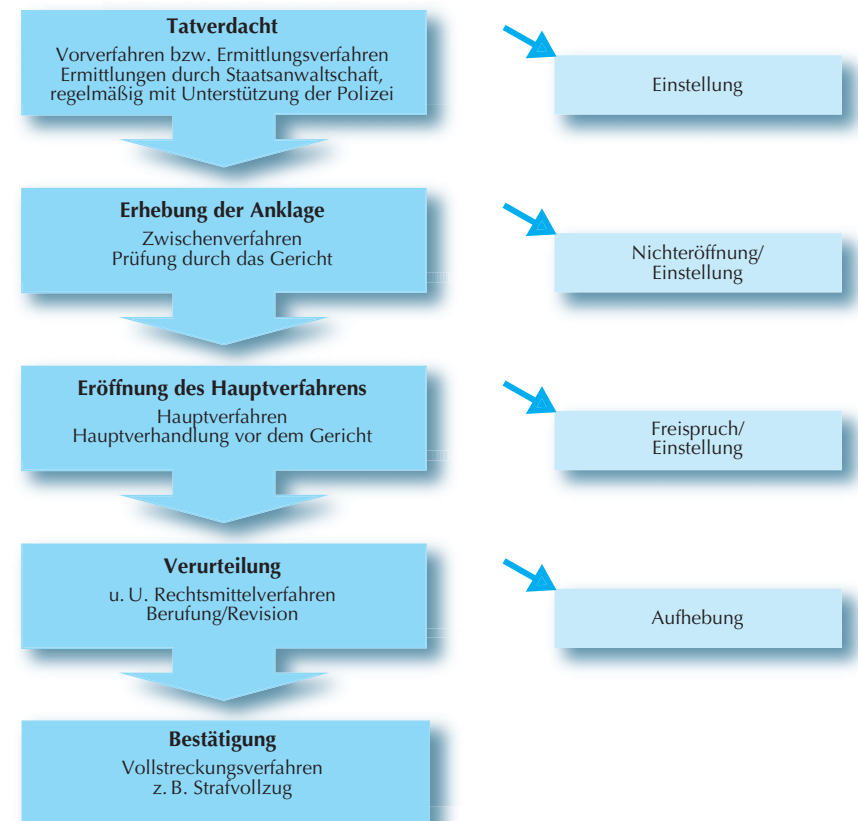 Tatverdacht
Vorverfahren bzw. Ermittlungsverfahren
Ermittlungen durch Staatsanwaltschaft,
regelmäßig mit Unterstützung der Polizei
Einstellung
Erhebung der Anklage
Zwischenverfahren
Prüfung durch das Gericht
Nichteröffnung/
Einstellung
Eröffnung des Hauptverfahrens
Hauptverfahren
Hauptverhandlung vor dem Gericht
Freispruch/
Einstellung
Verurteilung
u. U. Rechtsmittelverfahren
Berufung/Revision
Aufhebung
Bestätigung
Vollstreckungsverfahren
z. B. Strafvollzug